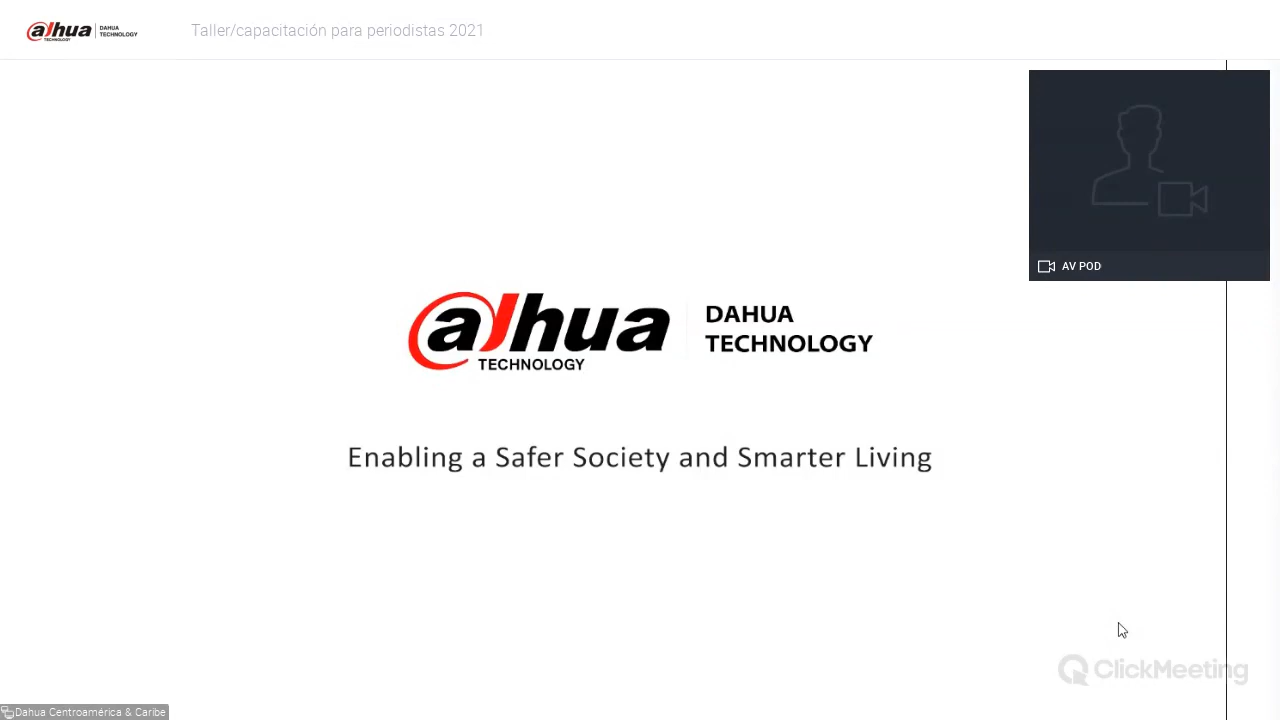 alhua
TECHNOLOGY
DAHUA
TECHNOLOGY
Taller/capacitación para periodistas 2021
AV POD
alhua
TECHNOLOGY
DAHUA
TECHNOLOGY
Enabling a Safer Society and Smarter Living
ClickMeeting
Dahua Centroamérica & Caribe